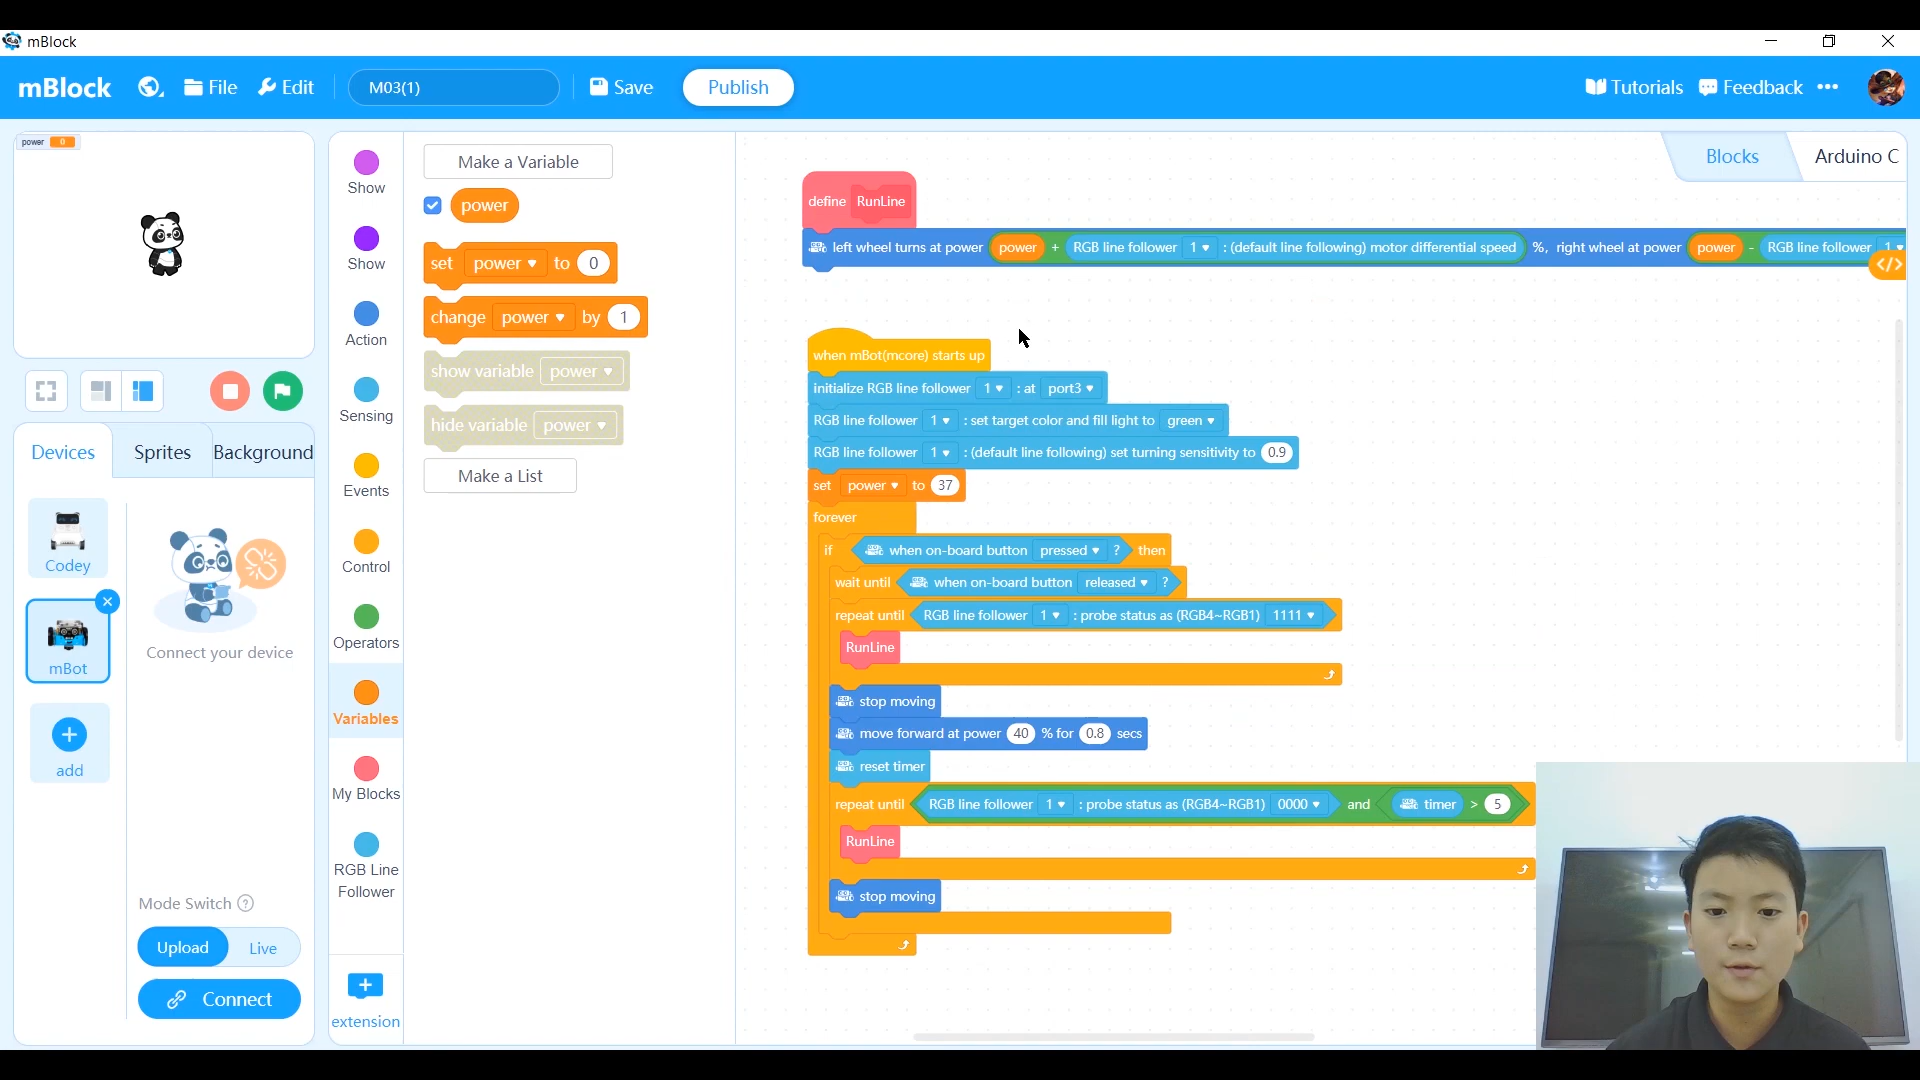 mBlock
mBlock File Edit M03(1) Save Publish Tutorials Feedback
power 0
Devices Sprites Background
Codey
mBot
add
Connect your device
Mode Switch ?
Upload Live
Connect
Show
Show
Action
Sensing
Events
Control
Operators
Variables
My Blocks
RGB Line
Follower
extension
Make a Variable
power
set power to 0
change power by 1
show variable power
hide variable power
Make a List
Blocks Arduino C
define RunLine
left wheel turns at power power + RGB line follower 1 : (default line following) motor differential speed %, right wheel at power power - RGB line follower 1
</>
when mBot(mcore) starts up
initialize RGB line follower 1 : at port3
RGB line follower 1 : set target color and fill light to green
RGB line follower 1 : (default line following) set turning sensitivity to 0.9
set power to 37
forever
if when on-board button pressed ? then
wait until when on-board button released ?
repeat until RGB line follower 1 : probe status as (RGB4~RGB1) 1111
RunLine
stop moving
move forward at power 40 % for 0.8 secs
reset timer
repeat until RGB line follower 1 : probe status as (RGB4~RGB1) 0000 and timer > 5
RunLine
stop moving